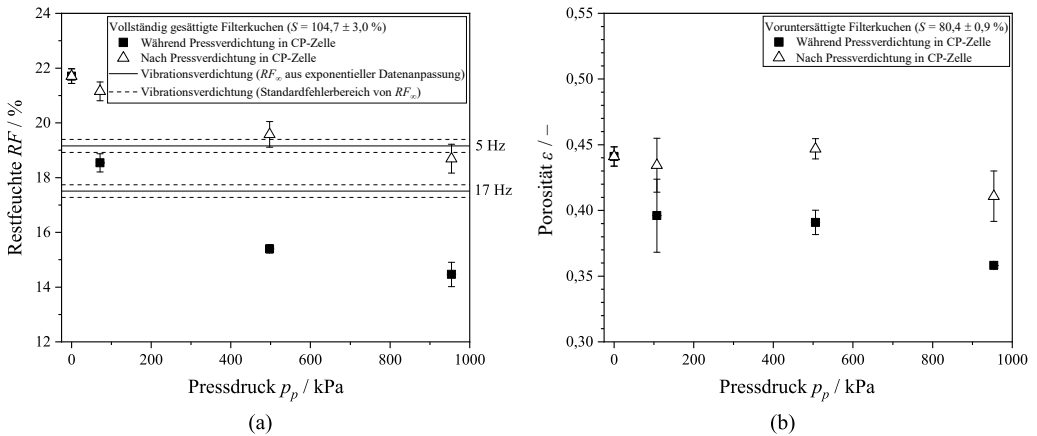 Vollständig gesättigte Filterkuchen (S = 104,7 ± 3,0 %)
Während Pressverdichtung in CP-Zelle
Nach Pressverdichtung in CP-Zelle
Vibrationsverdichtung (RF∞ aus exponentieller Datenanpassung)
Vibrationsverdichtung (Standardfehlerbereich von RF∞)
24
22
20
18
16
14
12
Restfeuchte RF / %
5 Hz
17 Hz
0
200
400
600
800
1000
Pressdruck pp / kPa
(a)
Voruntersättigte Filterkuchen (S = 80,4 ± 0,9 %)
Während Pressverdichtung in CP-Zelle
Nach Pressverdichtung in CP-Zelle
0,55
0,50
0,45
0,40
0,35
0,30
Porosität ε / –
0
200
400
600
800
1000
Pressdruck pp / kPa
(b)